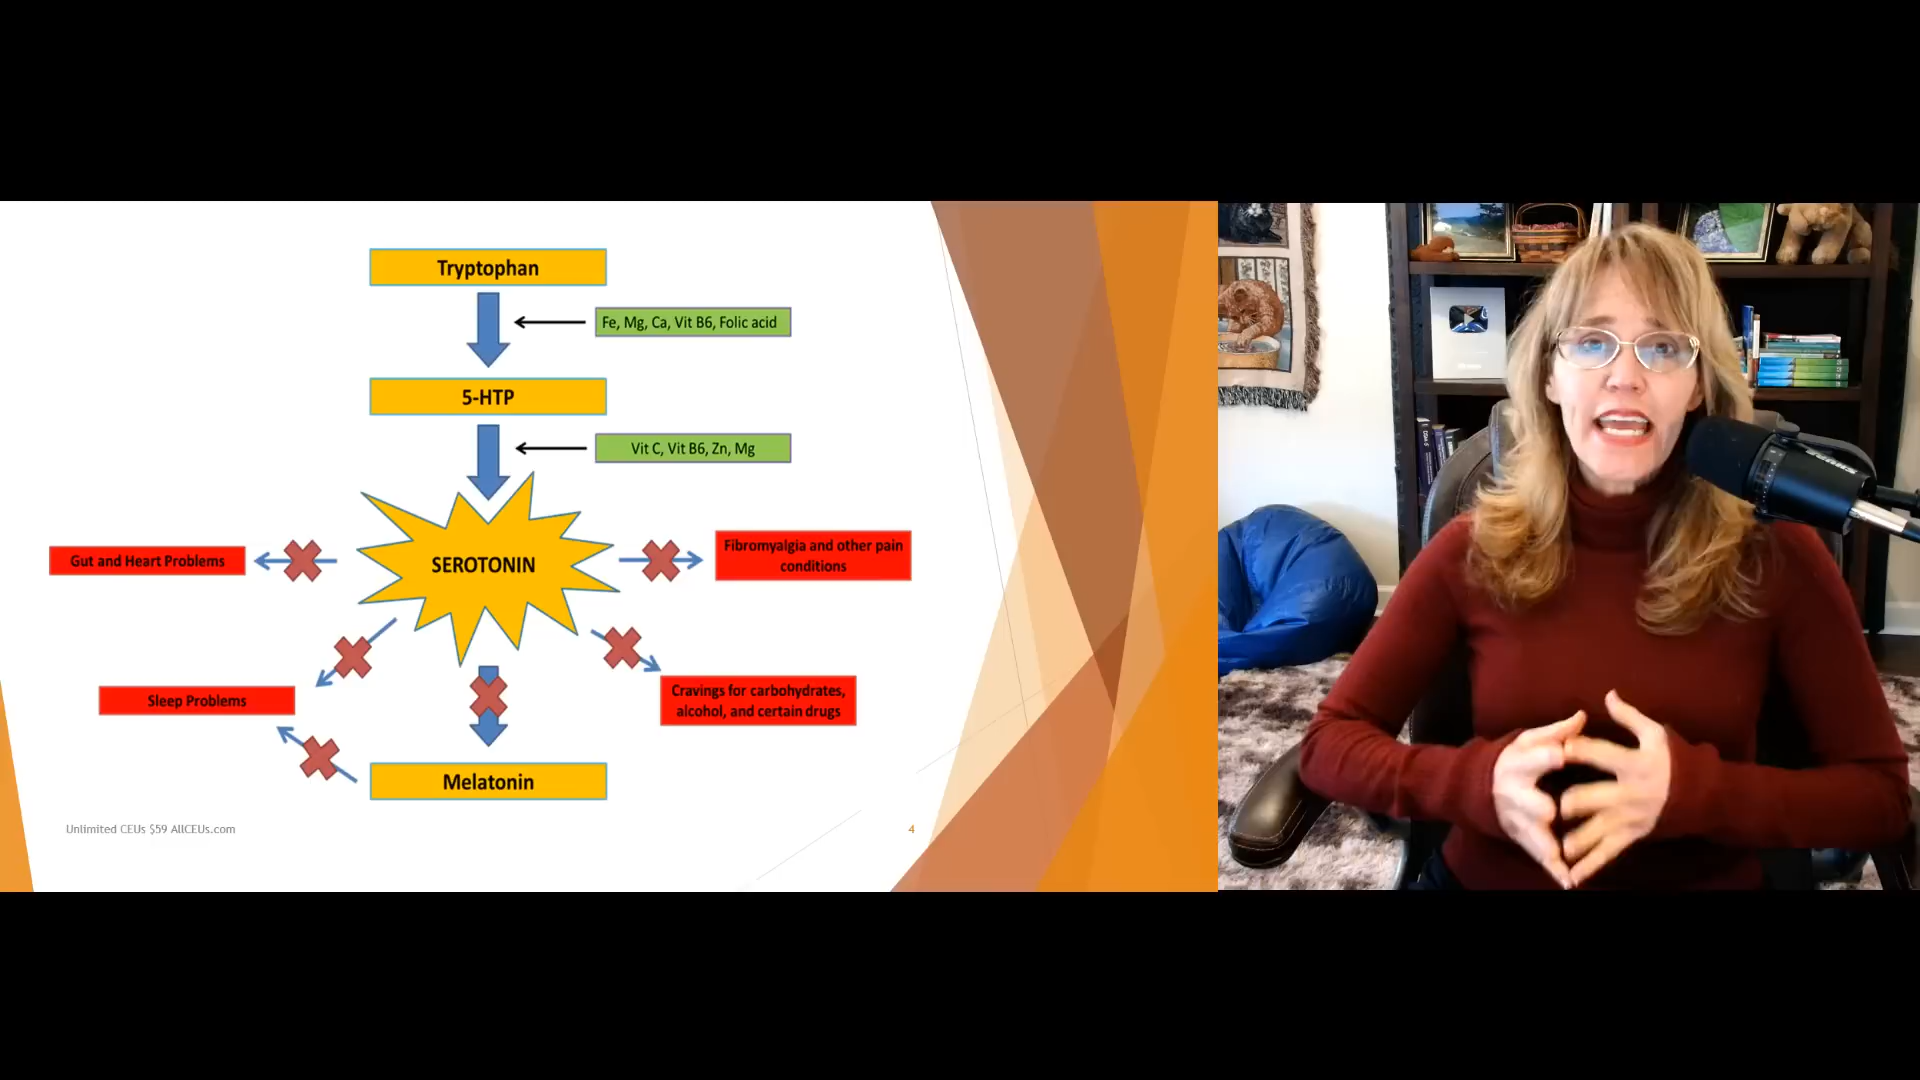 Tryptophan
Fe, Mg, Ca, Vit B6, Folic acid
5-HTP
Vit C, Vit B6, Zn, Mg
SEROTONIN
Gut and Heart Problems
Fibromyalgia and other pain
conditions
Sleep Problems
Cravings for carbohydrates,
alcohol, and certain drugs
Melatonin
Unlimited CEUs $59 AllCEUs.com
4